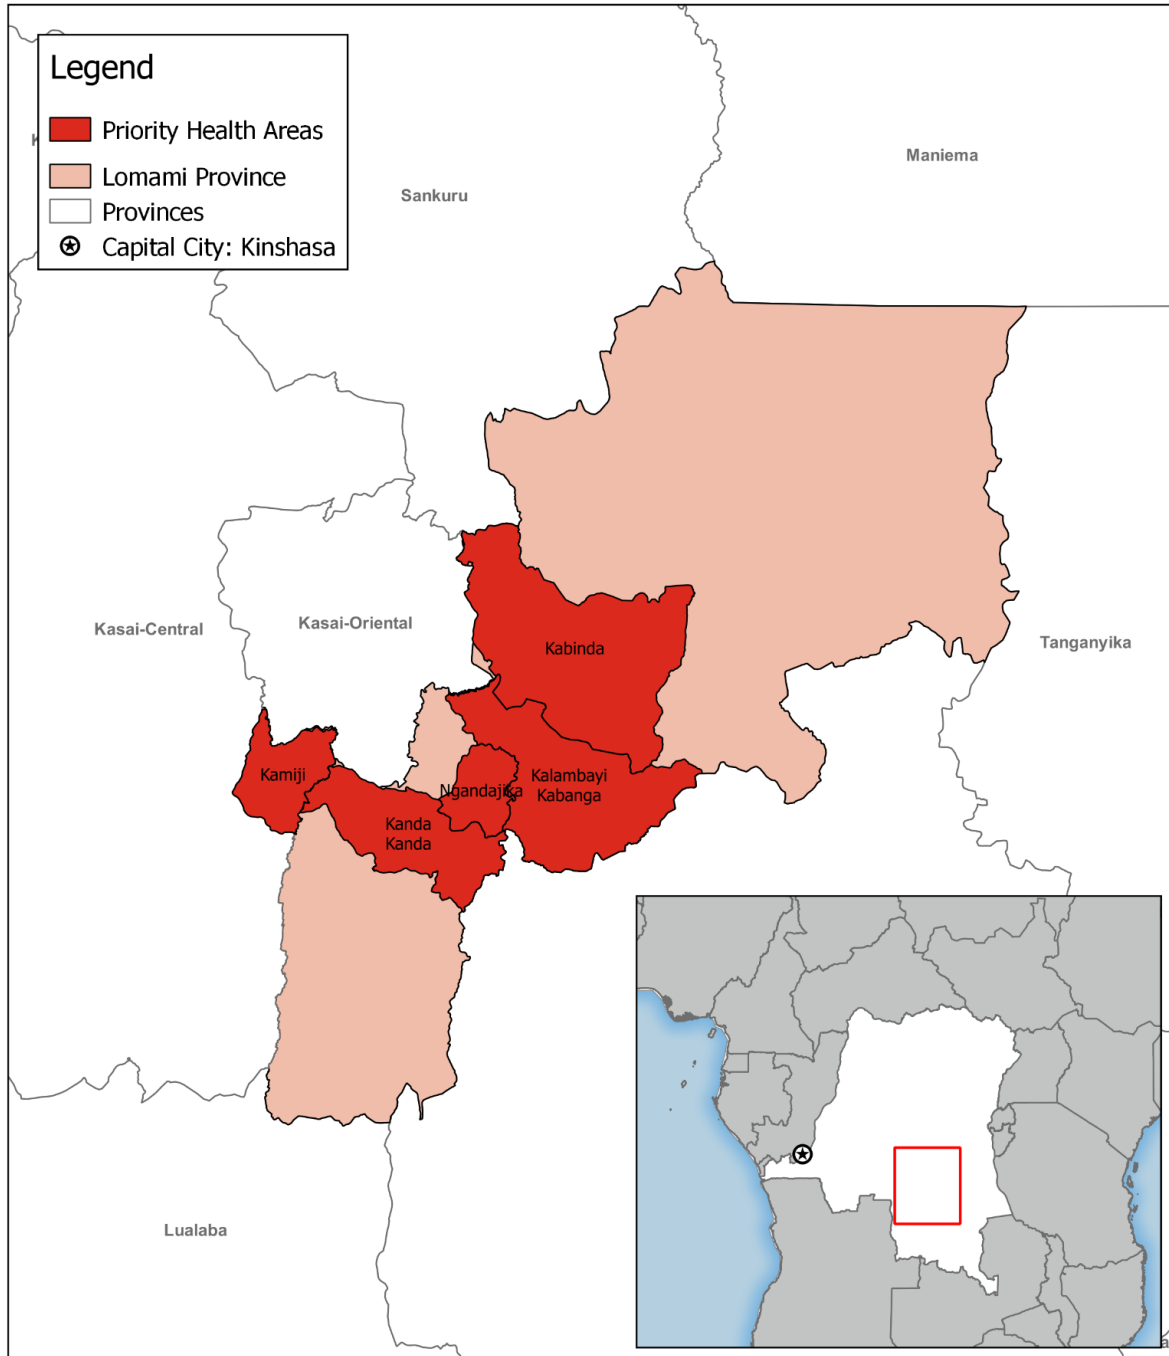 Legend
Priority Health Areas
Lomami Province
Provinces
Capital City: Kinshasa
Maniema
Sankuru
Kasai-Central
Kasai-Oriental
Kabinda
Tanganyika
Kamiji
Ngandajika
Kalambayi
Kabanga
Kanda
Kanda
Lualaba